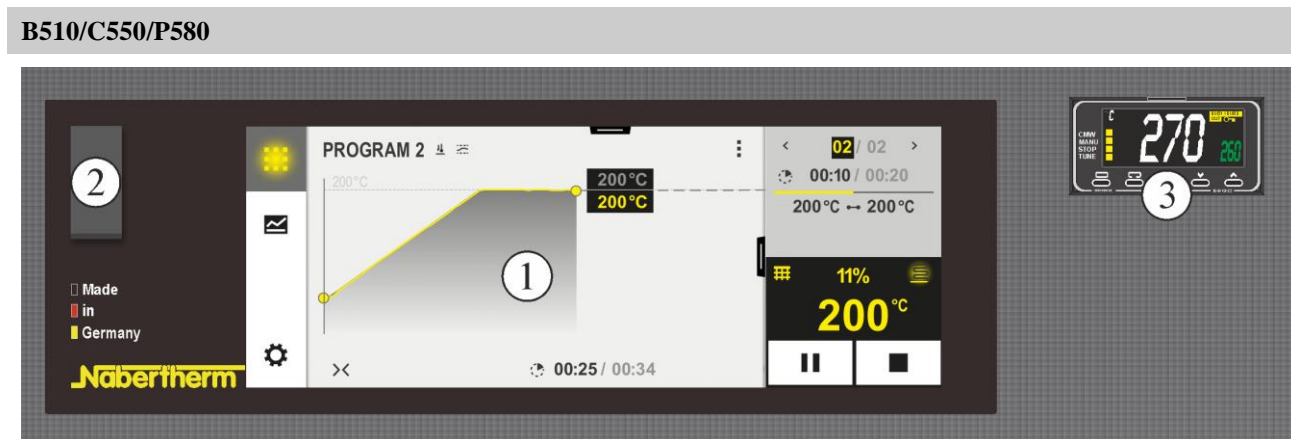 B510/C550/P580
2
Made
in
Germany
Nabertherm
PROGRAM 2
200°C
200°C
200°C
1
00:25 / 00:34
02 / 02
00:10 / 00:20
200°C 200°C
11%
200°C
C
270
260
CMW
MANU
STOP
TUNE
3